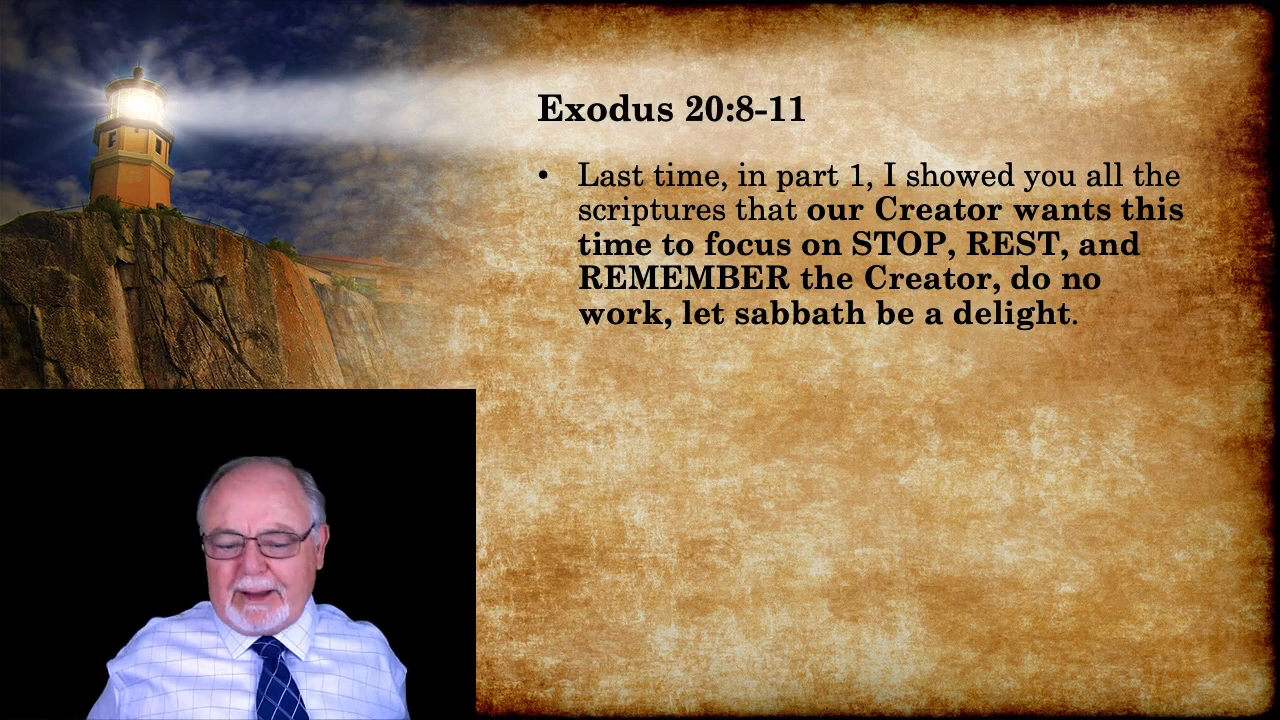 Exodus 20:8-11
• Last time, in part 1, I showed you all the
scriptures that our Creator wants this
time to focus on STOP, REST, and
REMEMBER the Creator, do no
work, let sabbath be a delight.